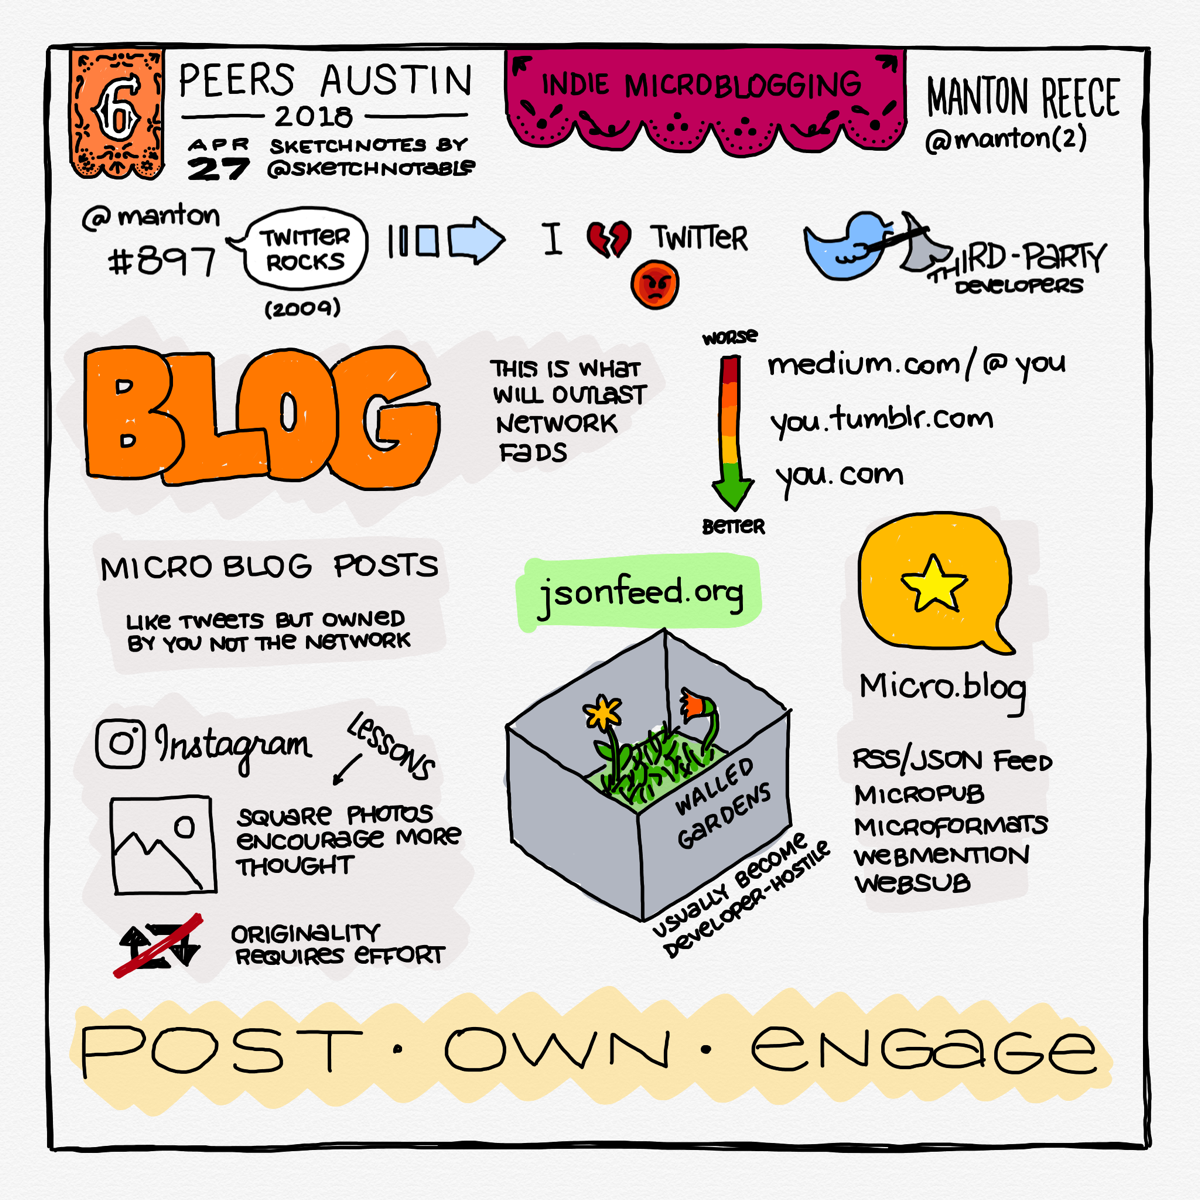 6
PEERS AUSTIN
2018
APR
27
SKETCHNOTES BY
@SKETCHNOTABLE
INDIE MICROBLOGGING
MANTON REECE
@manton(2)
@manton
#897
TWITTER
ROCKS
(2009)
I
TWITTER
THIRD-PARTY
DEVELOPERS
BLOG
THIS IS WHAT
WILL OUTLAST
NETWORK
FADS
WORSE
medium.com/@you
you.tumblr.com
you.com
BETTER
MICRO BLOG POSTS
LIKE TWEETS BUT OWNED
BY YOU NOT THE NETWORK
jsonfeed.org
Micro.blog
RSS/JSON FEED
MICROPUB
MICROFORMATS
WEBMENTION
WEBSUB
Instagram
LESSONS
SQUARE PHOTOS
ENCOURAGE MORE
THOUGHT
ORIGINALITY
REQUIRES EFFORT
WALLED
GARDENS
USUALLY BECOME
DEVELOPER-HOSTILE
POST · OWN · ENGAGE